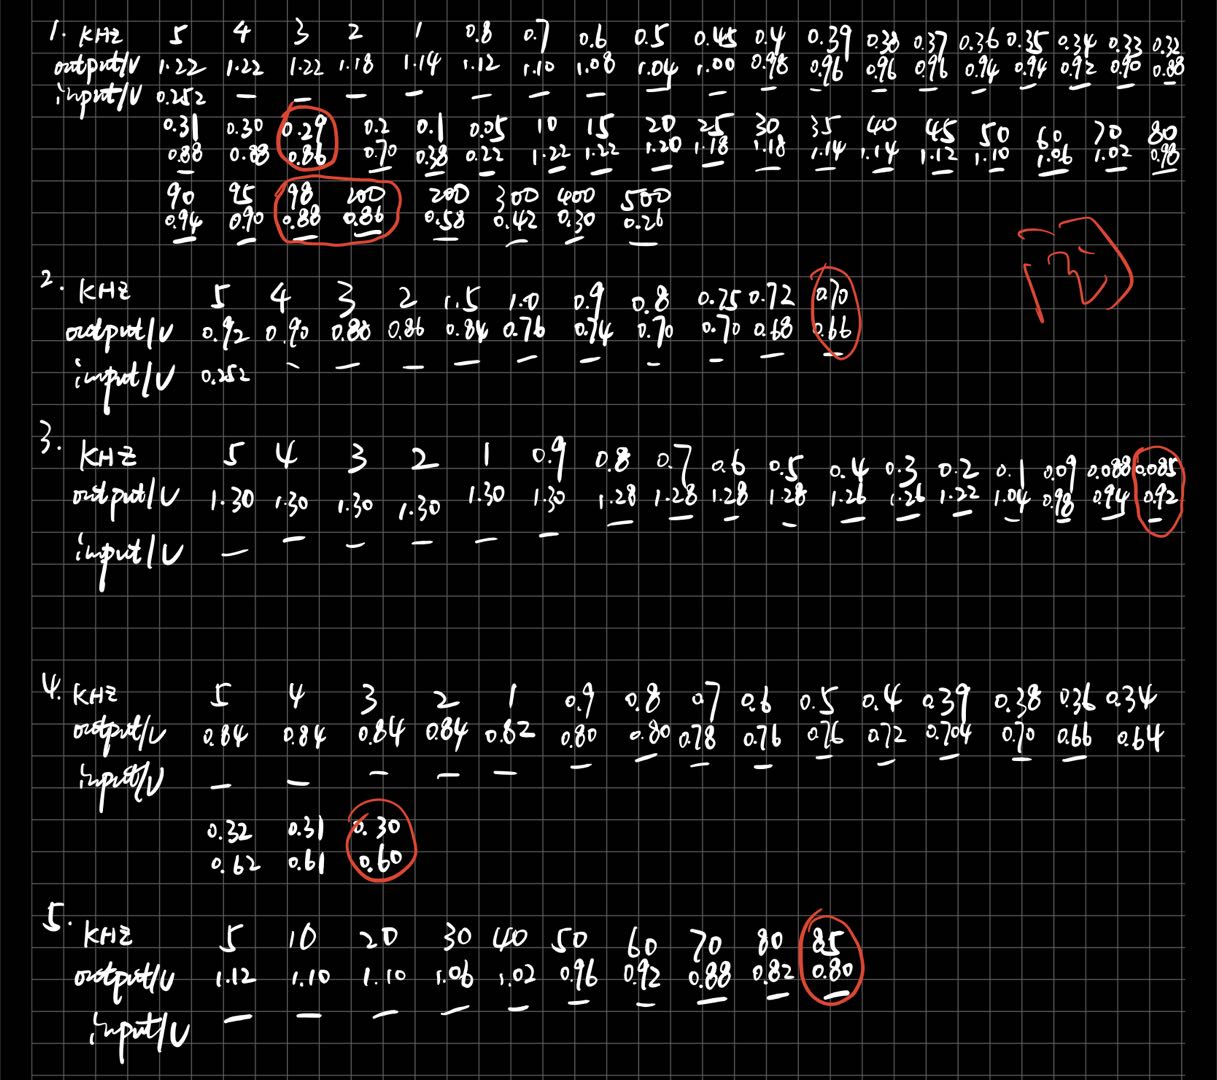 1. KHZ 5 4 3 2 1 0.8 0.7 0.6 0.5 0.45 0.4 0.39 0.38 0.37 0.36 0.35 0.34 0.33 0.32
output/V 1.22 1.22 1.22 1.18 1.14 1.12 1.10 1.08 1.04 1.00 0.98 0.96 0.96 0.96 0.94 0.94 0.92 0.90 0.88
input/V 0.252 — — — — — — — — — — — — — — — — — —
0.31 0.30 0.29 0.2 0.1 0.05 10 15 20 25 30 35 40 45 50 60 70 80
0.88 0.88 0.86 0.70 0.38 0.22 1.22 1.22 1.20 1.18 1.18 1.14 1.14 1.12 1.10 1.06 1.02 0.98
90 95 98 200 200 300 400 500
0.94 0.90 0.88 0.86 0.58 0.42 0.30 0.26
2. KHZ 5 4 3 2 1.5 1.0 0.9 0.8 0.75 0.72 0.70
output/V 0.92 0.90 0.88 0.86 0.84 0.76 0.74 0.70 0.70 0.68 0.66
input/V 0.252 — — — — — — — — — —
3. KHZ 5 4 3 2 1 0.9 0.8 0.7 0.6 0.5 0.4 0.3 0.2 0.1 0.09 0.088 0.085
output/V 1.30 1.30 1.30 1.30 1.30 1.30 1.28 1.28 1.28 1.28 1.26 1.26 1.22 1.04 0.98 0.94 0.92
input/V — — — — — — — — — — — — — — — — —
4. KHZ 5 4 3 2 1 0.9 0.8 0.7 0.6 0.5 0.4 0.39 0.38 0.36 0.34
output/V 0.84 0.84 0.84 0.84 0.82 0.80 0.80 0.78 0.76 0.76 0.72 0.704 0.70 0.66 0.64
input/V — — — — — — — — — — — — — —
0.32 0.31 0.30
0.62 0.61 0.60
5. KHZ 5 10 20 30 40 50 60 70 80 85
output/V 1.12 1.10 1.10 1.06 1.02 0.96 0.92 0.88 0.82 0.80
input/V — — — — — — — — — —